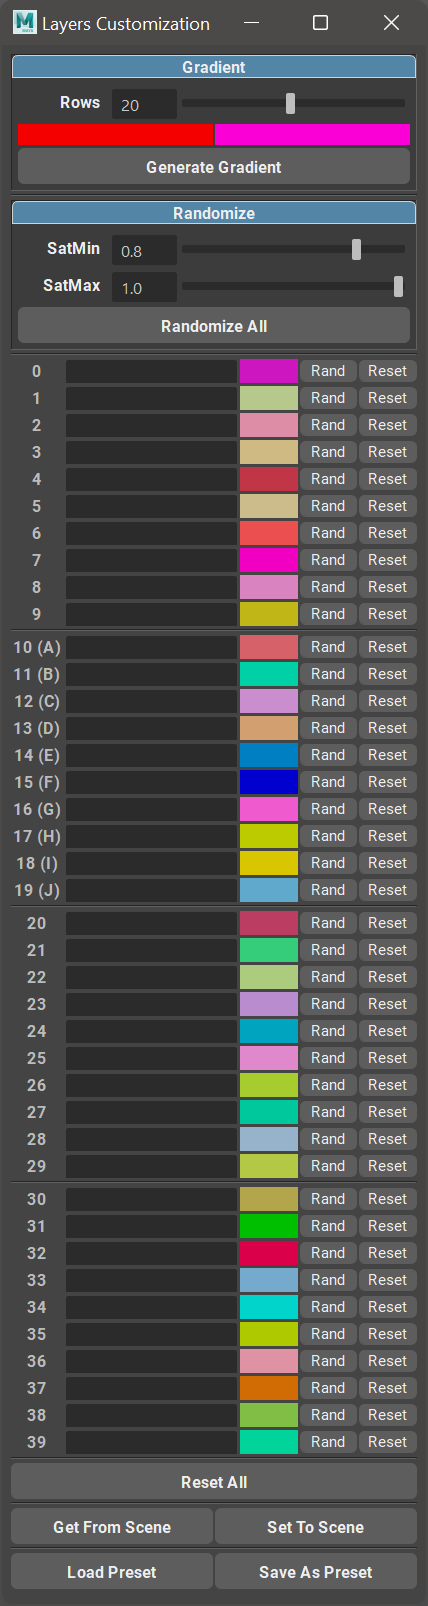 Layers Customization
Gradient
Rows 20
Generate Gradient
Randomize
SatMin 0.8
SatMax 1.0
Randomize All
0 Rand Reset
1 Rand Reset
2 Rand Reset
3 Rand Reset
4 Rand Reset
5 Rand Reset
6 Rand Reset
7 Rand Reset
8 Rand Reset
9 Rand Reset
10 (A) Rand Reset
11 (B) Rand Reset
12 (C) Rand Reset
13 (D) Rand Reset
14 (E) Rand Reset
15 (F) Rand Reset
16 (G) Rand Reset
17 (H) Rand Reset
18 (I) Rand Reset
19 (J) Rand Reset
20 Rand Reset
21 Rand Reset
22 Rand Reset
23 Rand Reset
24 Rand Reset
25 Rand Reset
26 Rand Reset
27 Rand Reset
28 Rand Reset
29 Rand Reset
30 Rand Reset
31 Rand Reset
32 Rand Reset
33 Rand Reset
34 Rand Reset
35 Rand Reset
36 Rand Reset
37 Rand Reset
38 Rand Reset
39 Rand Reset
Reset All
Get From Scene Set To Scene
Load Preset Save As Preset